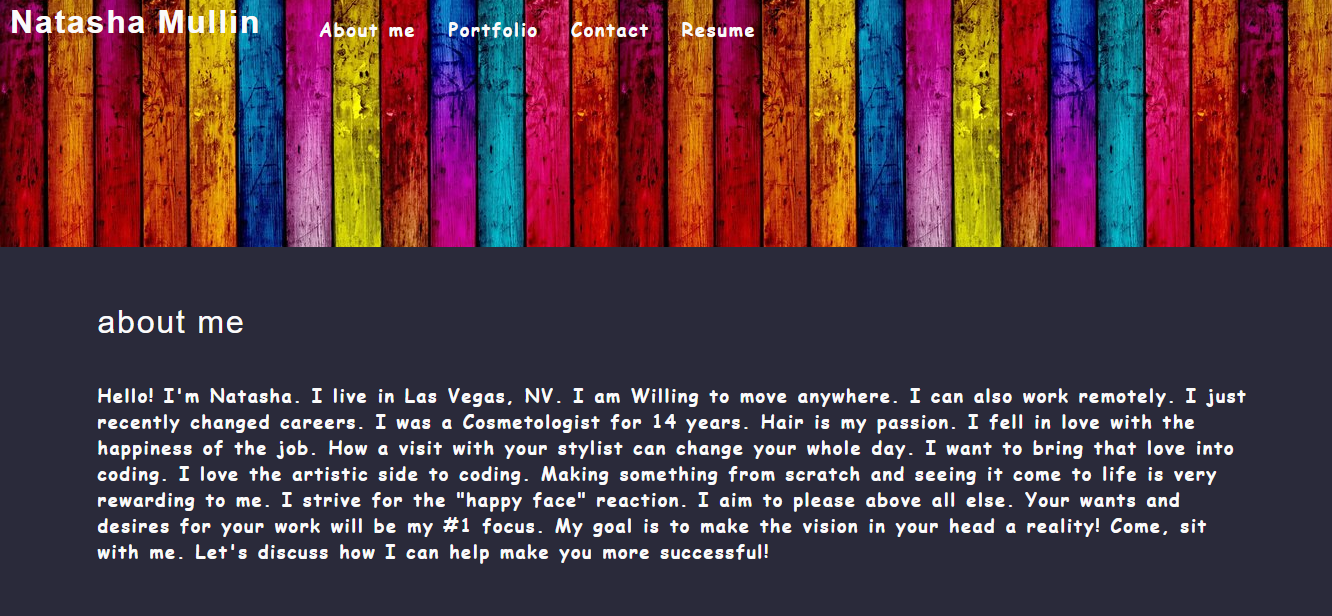 Natasha Mullin
About me Portfolio Contact Resume
about me
Hello! I'm Natasha. I live in Las Vegas, NV. I am Willing to move anywhere. I can also work remotely. I just
recently changed careers. I was a Cosmetologist for 14 years. Hair is my passion. I fell in love with the
happiness of the job. How a visit with your stylist can change your whole day. I want to bring that love into
coding. I love the artistic side to coding. Making something from scratch and seeing it come to life is very
rewarding to me. I strive for the "happy face" reaction. I aim to please above all else. Your wants and
desires for your work will be my #1 focus. My goal is to make the vision in your head a reality! Come, sit
with me. Let's discuss how I can help make you more successful!